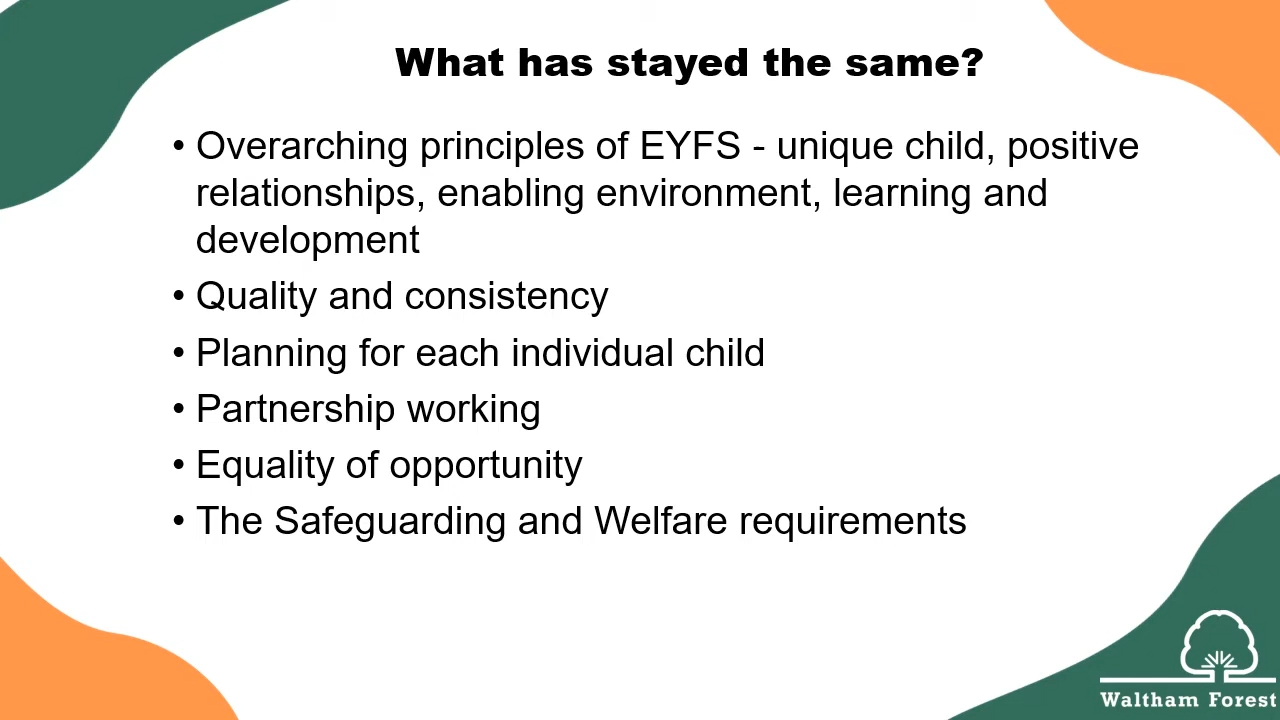 What has stayed the same?
• Overarching principles of EYFS - unique child, positive
relationships, enabling environment, learning and
development
• Quality and consistency
• Planning for each individual child
• Partnership working
• Equality of opportunity
• The Safeguarding and Welfare requirements
Waltham Forest